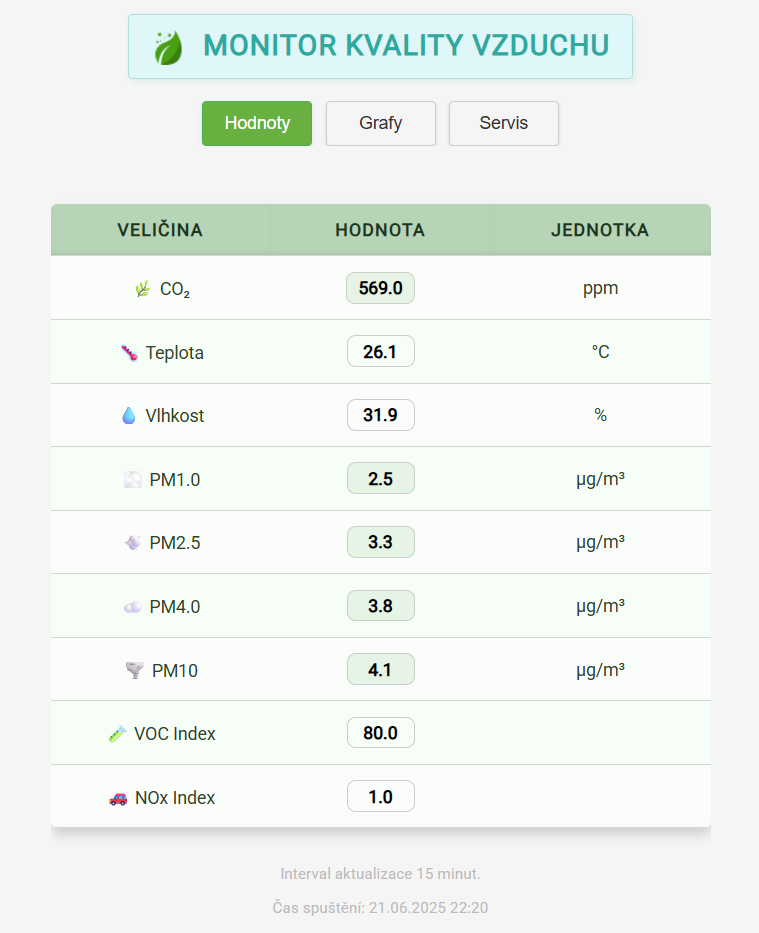 MONITOR KVALITY VZDUCHU
Hodnoty Grafy Servis
VELIČINA HODNOTA JEDNOTKA
CO₂ 569.0 ppm
Teplota 26.1 °C
Vlhkost 31.9 %
PM1.0 2.5 µg/m³
PM2.5 3.3 µg/m³
PM4.0 3.8 µg/m³
PM10 4.1 µg/m³
VOC Index 80.0
NOx Index 1.0
Interval aktualizace 15 minut.
Čas spuštění: 21.06.2025 22:20